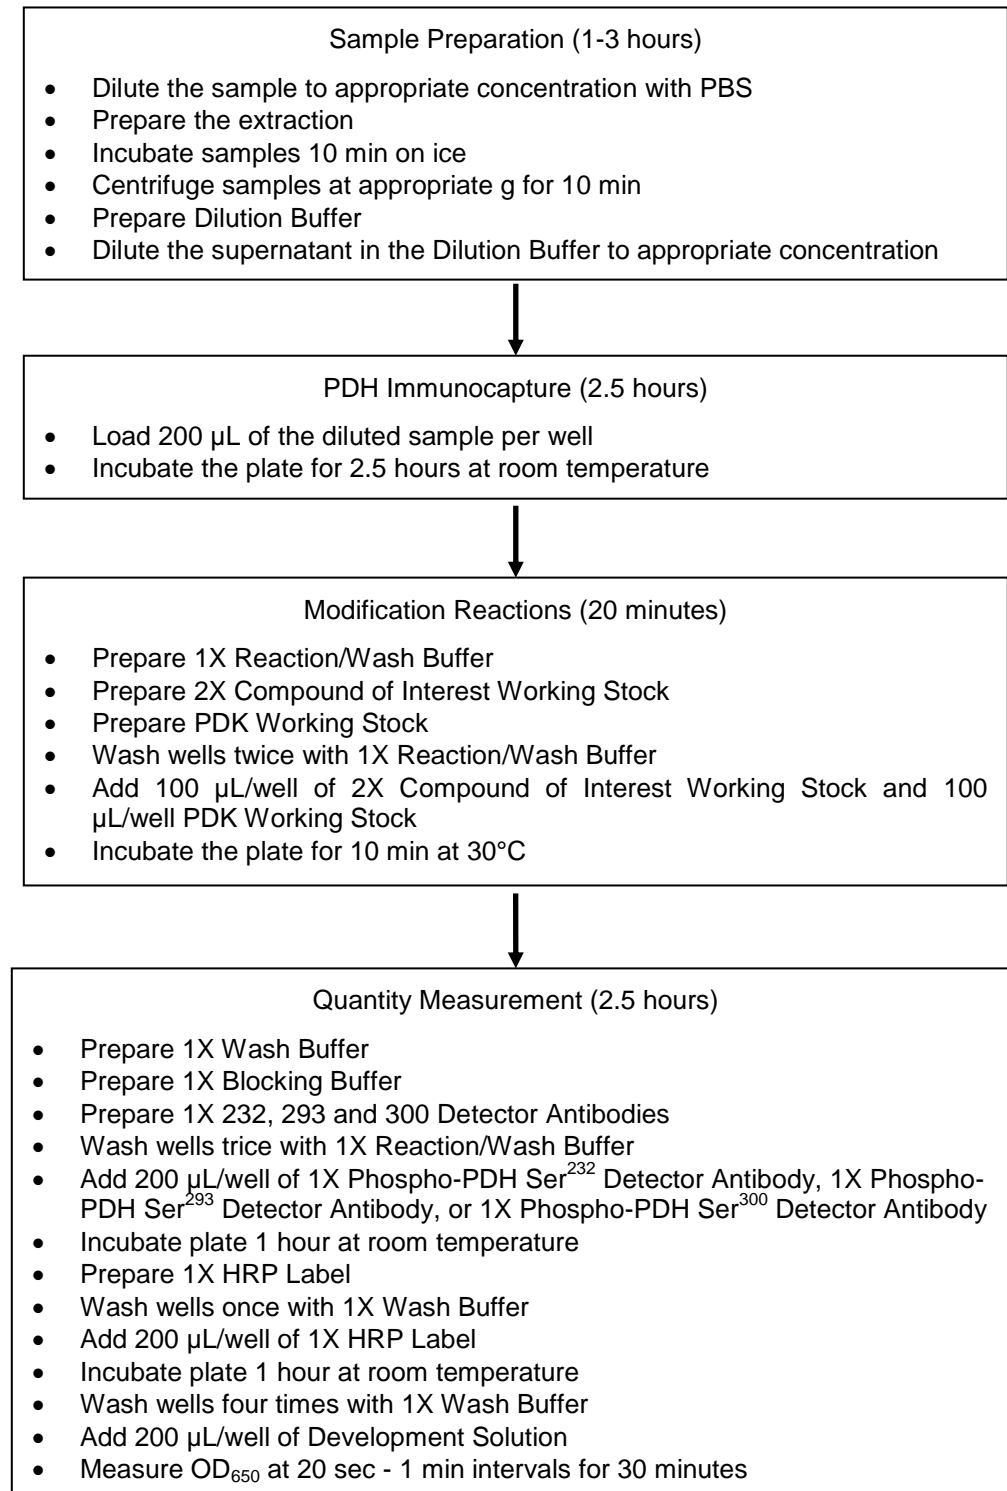 Sample Preparation (1-3 hours)
• Dilute the sample to appropriate concentration with PBS
• Prepare the extraction
• Incubate samples 10 min on ice
• Centrifuge samples at appropriate g for 10 min
• Prepare Dilution Buffer
• Dilute the supernatant in the Dilution Buffer to appropriate concentration
PDH Immunocapture (2.5 hours)
• Load 200 µL of the diluted sample per well
• Incubate the plate for 2.5 hours at room temperature
Modification Reactions (20 minutes)
• Prepare 1X Reaction/Wash Buffer
• Prepare 2X Compound of Interest Working Stock
• Prepare PDK Working Stock
• Wash wells twice with 1X Reaction/Wash Buffer
• Add 100 µL/well of 2X Compound of Interest Working Stock and 100
µL/well PDK Working Stock
• Incubate the plate for 10 min at 30°C
Quantity Measurement (2.5 hours)
• Prepare 1X Wash Buffer
• Prepare 1X Blocking Buffer
• Prepare 1X 232, 293 and 300 Detector Antibodies
• Wash wells trice with 1X Reaction/Wash Buffer
• Add 200 µL/well of 1X Phospho-PDH Ser²³² Detector Antibody, 1X Phospho-
PDH Ser²⁹³ Detector Antibody, or 1X Phospho-PDH Ser³⁰⁰ Detector Antibody
• Incubate plate 1 hour at room temperature
• Prepare 1X HRP Label
• Wash wells once with 1X Wash Buffer
• Add 200 µL/well of 1X HRP Label
• Incubate plate 1 hour at room temperature
• Wash wells four times with 1X Wash Buffer
• Add 200 µL/well of Development Solution
• Measure OD₆₅₀ at 20 sec - 1 min intervals for 30 minutes